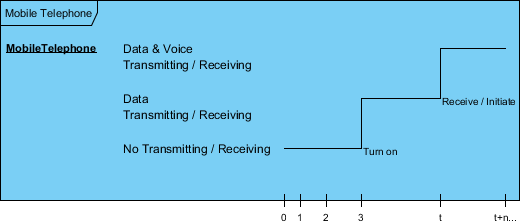 Mobile Telephone
MobileTelephone
Data & Voice
Transmitting / Receiving
Data
Transmitting / Receiving
Receive / Initiate
No Transmitting / Receiving
Turn on
0 1 2 3 t t+n...